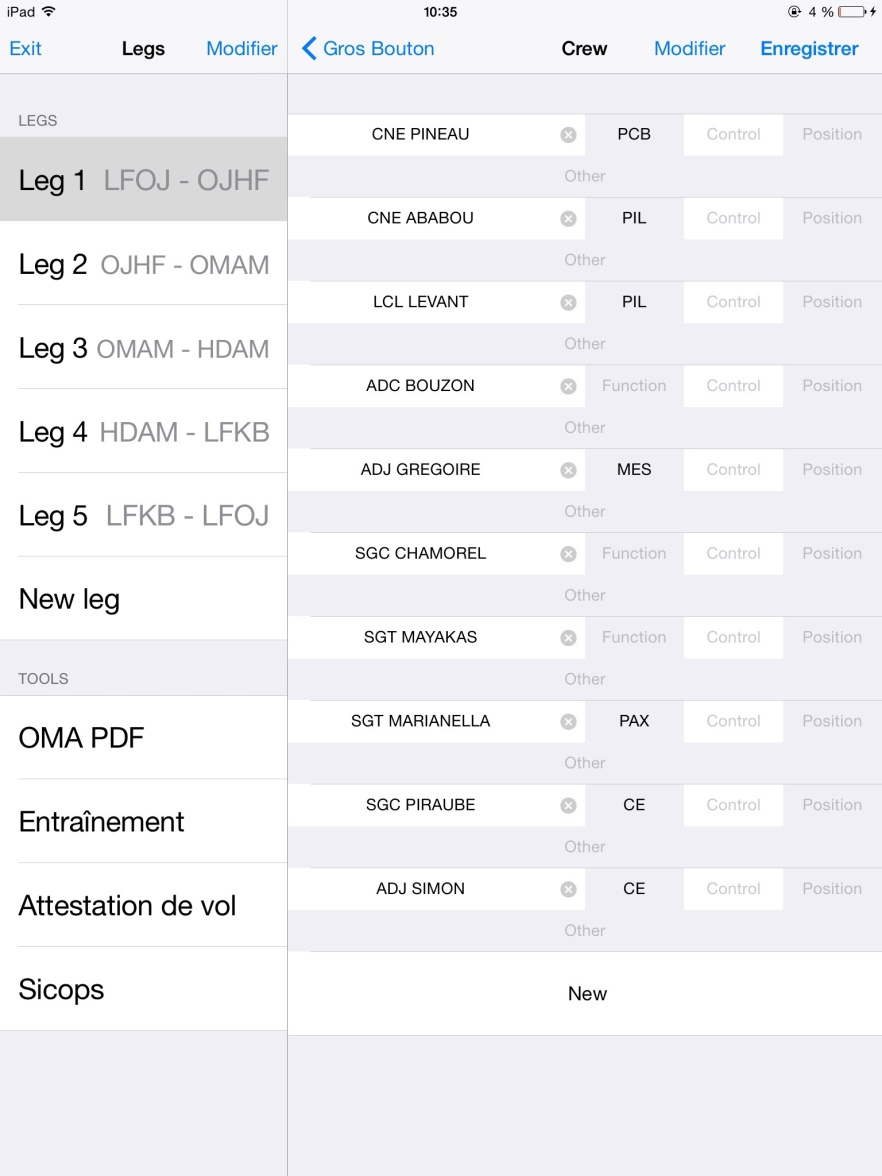 iPad 10:35 4 %
Exit Legs Modifier
Gros Bouton Crew Modifier Enregistrer
LEGS
Leg 1 LFOJ - OJHF
Leg 2 OJHF - OMAM
Leg 3 OMAM - HDAM
Leg 4 HDAM - LFKB
Leg 5 LFKB - LFOJ
New leg
TOOLS
OMA PDF
Entraînement
Attestation de vol
Sicops
CNE PINEAU PCB Control Position
Other
CNE ABABOU PIL Control Position
Other
LCL LEVANT PIL Control Position
Other
ADC BOUZON Function Control Position
Other
ADJ GREGOIRE MES Control Position
Other
SGC CHAMOREL Function Control Position
Other
SGT MAYAKAS Function Control Position
Other
SGT MARIANELLA PAX Control Position
Other
SGC PIRAUBE CE Control Position
Other
ADJ SIMON CE Control Position
Other
New